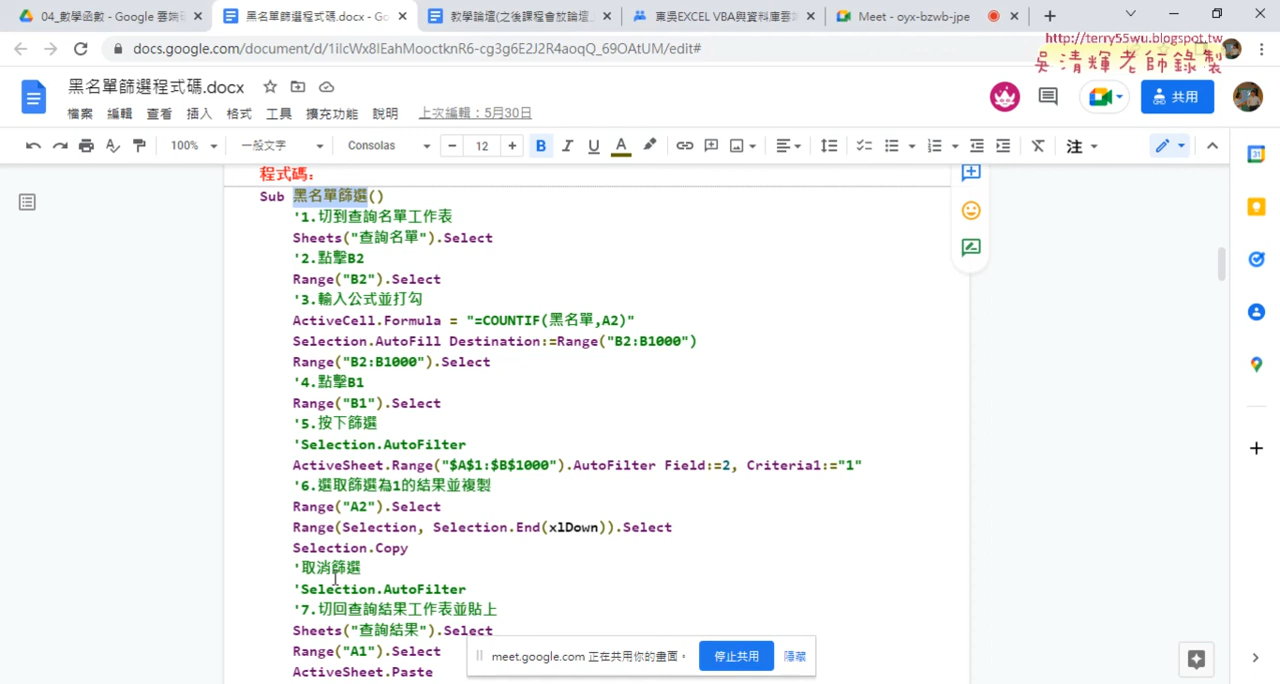 04_數學函數 - Google 雲端硬
黑名單篩選程式碼.docx - Go
教學論壇(之後課程會放論壇_
東吳EXCEL VBA與資料庫雲端
Meet - oyx-bzwb-jpe
http://terry55wu.blogspot.tw
吳清輝老師錄製
黑名單篩選程式碼.docx
檔案 編輯 查看 插入 格式 工具 擴充功能 說明 上次編輯：5月30日
共用
100% 一般文字 Consolas 12 B I U A 注
程式碼:
Sub 黑名單篩選()
'1.切到查詢名單工作表
Sheets("查詢名單").Select
'2.點擊B2
Range("B2").Select
'3.輸入公式並打勾
ActiveCell.Formula = "=COUNTIF(黑名單,A2)"
Selection.AutoFill Destination:=Range("B2:B1000")
Range("B2:B1000").Select
'4.點擊B1
Range("B1").Select
'5.按下篩選
'Selection.AutoFilter
ActiveSheet.Range("$A$1:$B$1000").AutoFilter Field:=2, Criteria1:="1"
'6.選取篩選為1的結果並複製
Range("A2").Select
Range(Selection, Selection.End(xlDown)).Select
Selection.Copy
'取消篩選
'Selection.AutoFilter
'7.切回查詢結果工作表並貼上
Sheets("查詢結果").Select
Range("A1").Select
ActiveSheet.Paste
meet.google.com 正在共用你的畫面。 停止共用 隱藏